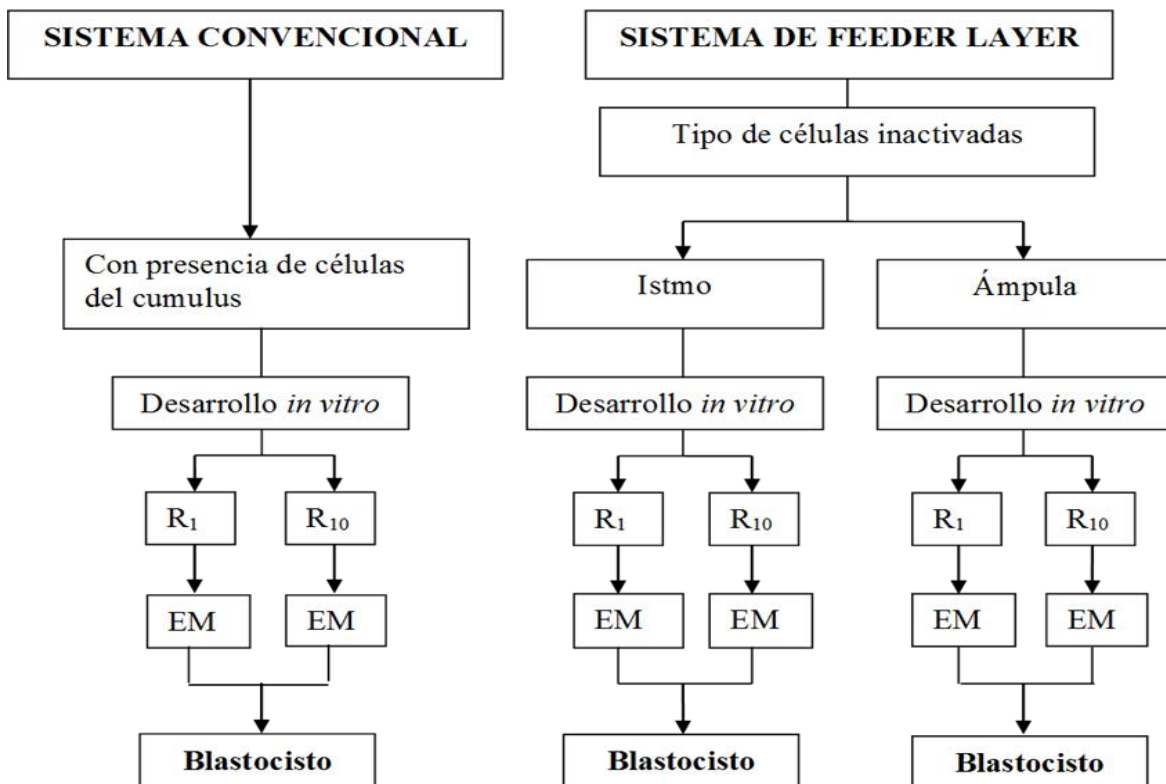 SISTEMA CONVENCIONAL
SISTEMA DE FEEDER LAYER
Tipo de células inactivadas
Con presencia de células
del cumulus
Istmo
Ámpula
Desarrollo in vitro
Desarrollo in vitro
Desarrollo in vitro
R₁
R₁₀
R₁
R₁₀
R₁
R₁₀
EM
EM
EM
EM
EM
EM
Blastocisto
Blastocisto
Blastocisto